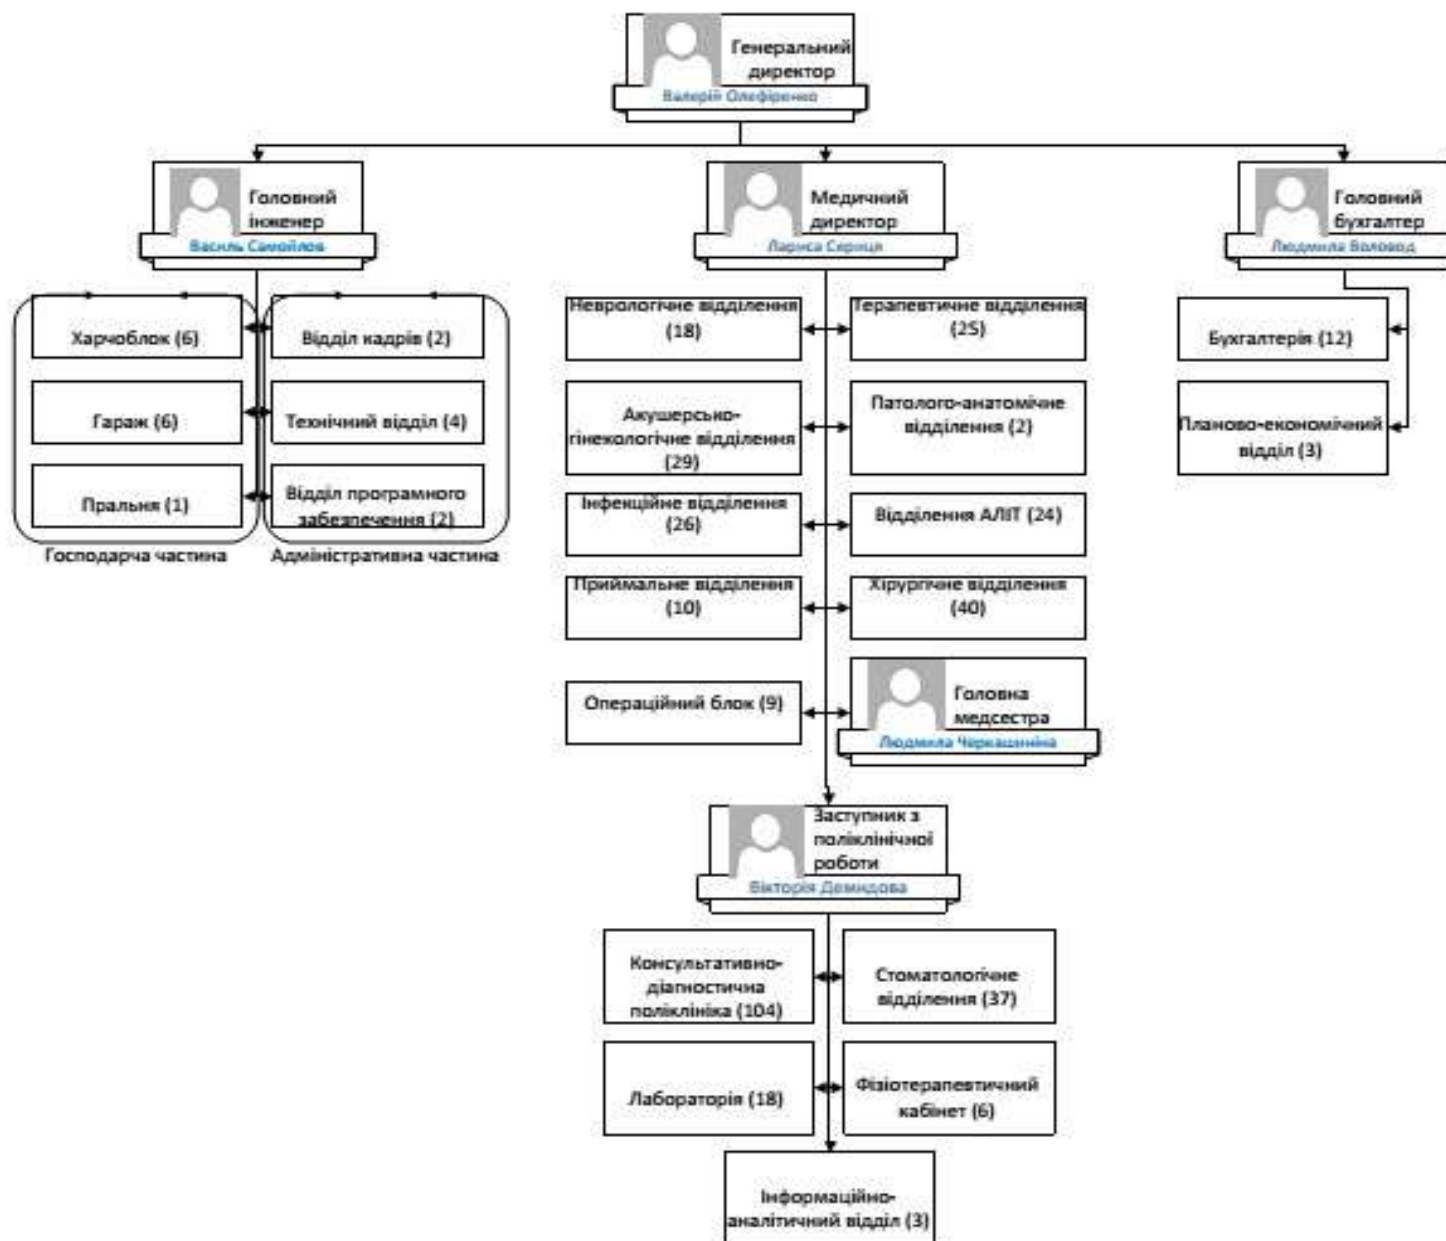 Генеральний
директор
Валерій Олефіренко
Головний
інженер
Василь Самойлов
Медичний
директор
Лариса Сериця
Головний
бухгалтер
Людмила Воловод
Харчоблок (6)
Відділ кадрів (2)
Гараж (6)
Технічний відділ (4)
Пральня (1)
Відділ програмного
забезпечення (2)
Господарча частина
Адміністративна частина
Неврологічне відділення
(18)
Терапевтичне відділення
(25)
Акушерсько-
гінекологічне відділення
(29)
Патолого-анатомічне
відділення (2)
Інфекційне відділення
(26)
Відділення АЛІТ (24)
Приймальне відділення
(10)
Хірургічне відділення
(40)
Операційний блок (9)
Головна
медсестра
Людмила Черкашиніна
Бухгалтерія (12)
Планово-економічний
відділ (3)
Заступник з
поліклінічної
роботи
Вікторія Демидова
Консультативно-
діагностична
поліклініка (104)
Стоматологічне
відділення (37)
Лабораторія (18)
Фізіотерапевтичний
кабінет (6)
Інформаційно-
аналітичний відділ (3)